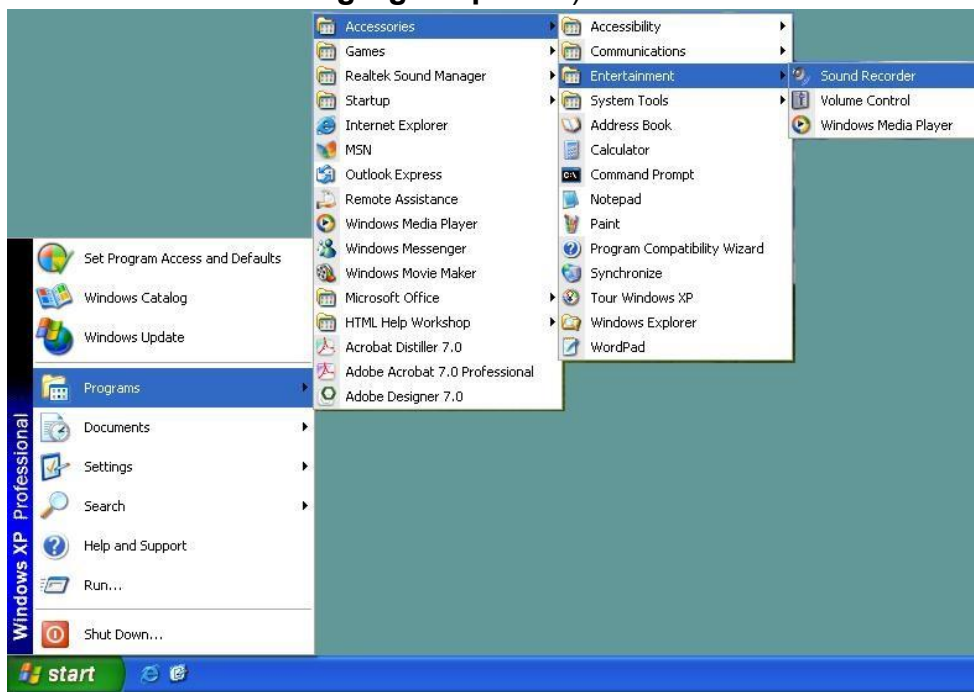 Accessories
Games
Realtek Sound Manager
Startup
Internet Explorer
MSN
Outlook Express
Remote Assistance
Windows Media Player
Windows Messenger
Windows Movie Maker
Microsoft Office
HTML Help Workshop
Acrobat Distiller 7.0
Adobe Acrobat 7.0 Professional
Adobe Designer 7.0
Accessibility
Communications
Entertainment
System Tools
Address Book
Calculator
Command Prompt
Notepad
Paint
Program Compatibility Wizard
Synchronize
Tour Windows XP
Windows Explorer
WordPad
Sound Recorder
Volume Control
Windows Media Player
Set Program Access and Defaults
Windows Catalog
Windows Update
Programs
Documents
Settings
Search
Help and Support
Run...
Shut Down...
Windows XP Professional
start